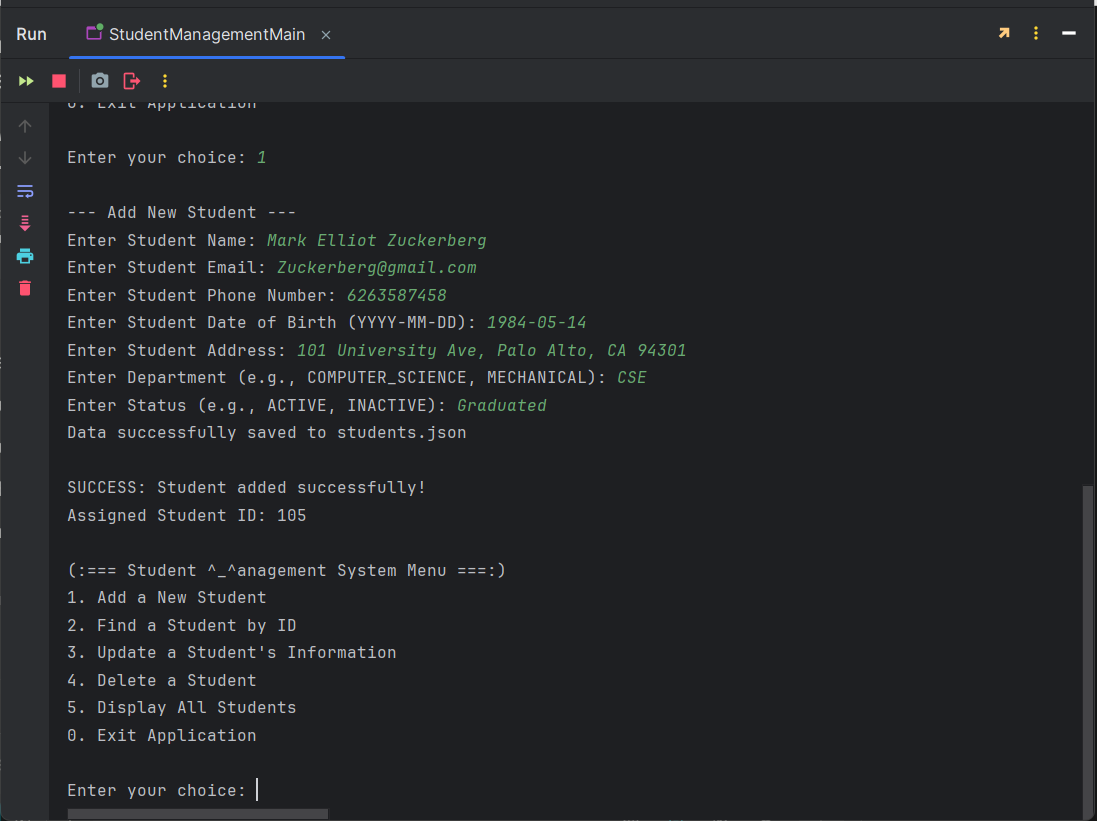 Run StudentManagementMain
0. Exit Application
Enter your choice: 1
--- Add New Student ---
Enter Student Name: Mark Elliot Zuckerberg
Enter Student Email: Zuckerberg@gmail.com
Enter Student Phone Number: 6263587458
Enter Student Date of Birth (YYYY-MM-DD): 1984-05-14
Enter Student Address: 101 University Ave, Palo Alto, CA 94301
Enter Department (e.g., COMPUTER_SCIENCE, MECHANICAL): CSE
Enter Status (e.g., ACTIVE, INACTIVE): Graduated
Data successfully saved to students.json
SUCCESS: Student added successfully!
Assigned Student ID: 105
(:=== Student ^_^anagement System Menu ===:)
1. Add a New Student
2. Find a Student by ID
3. Update a Student's Information
4. Delete a Student
5. Display All Students
0. Exit Application
Enter your choice: